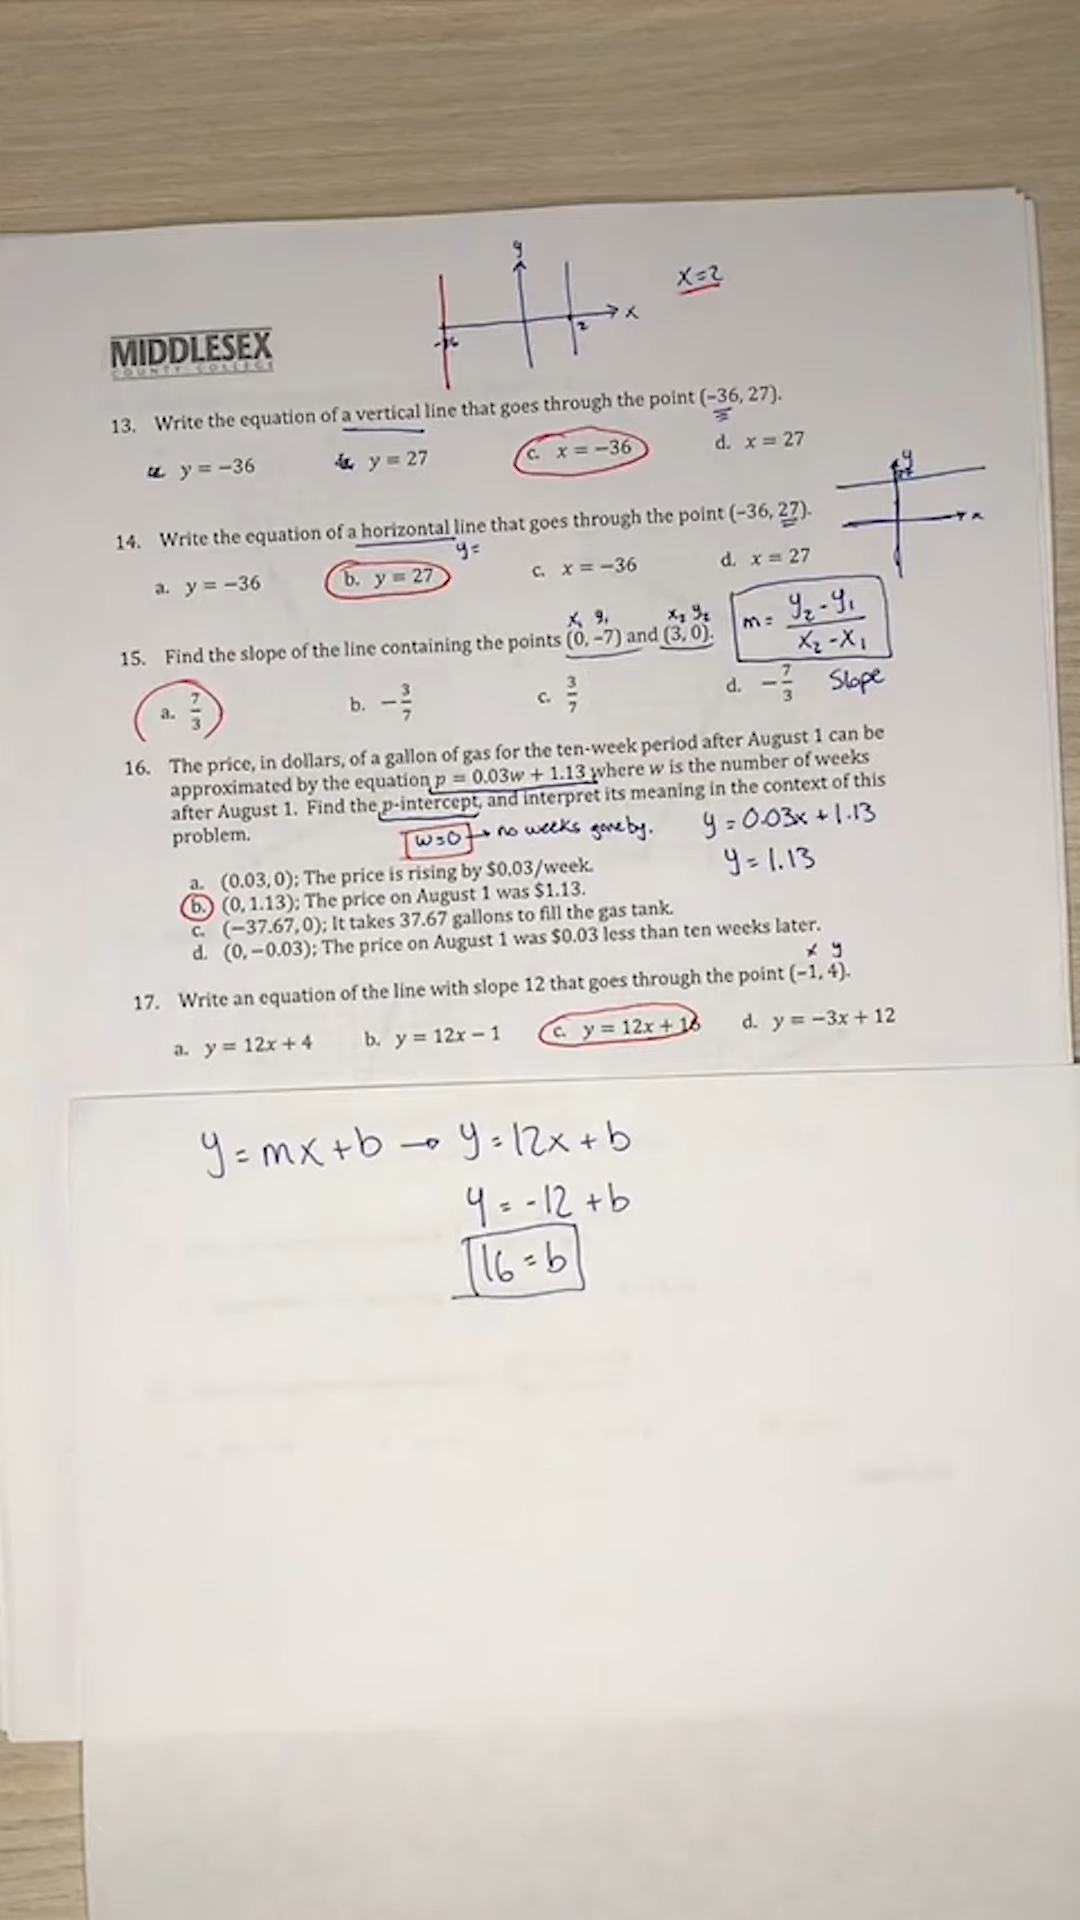 y
x=2
x
-36
2
MIDDLESEX
COUNTY COLLEGE
13. Write the equation of a vertical line that goes through the point (−36, 27).
y = −36 y = 27 c. x = −36 d. x = 27
y
x
14. Write the equation of a horizontal line that goes through the point (−36, 27).
y=
a. y = −36 b. y = 27 c. x = −36 d. x = 27
x₁ y₁ x₂ y₂
m = y₂-y₁ / x₂-x₁
15. Find the slope of the line containing the points (0, −7) and (3, 0).
Slope
a. 7/3 b. −3/7 c. 3/7 d. −7/3
16. The price, in dollars, of a gallon of gas for the ten-week period after August 1 can be
approximated by the equation p = 0.03w + 1.13 where w is the number of weeks
after August 1. Find the p-intercept, and interpret its meaning in the context of this
problem.
w=0 → no weeks gone by. y = 0.03x + 1.13
y = 1.13
a. (0.03, 0); The price is rising by $0.03/week.
b. (0, 1.13); The price on August 1 was $1.13.
c. (−37.67, 0); It takes 37.67 gallons to fill the gas tank.
d. (0, −0.03); The price on August 1 was $0.03 less than ten weeks later.
x y
17. Write an equation of the line with slope 12 that goes through the point (−1, 4).
a. y = 12x + 4 b. y = 12x − 1 c. y = 12x + 16 d. y = −3x + 12
y = mx + b → y = 12x + b
4 = -12 + b
16 = b